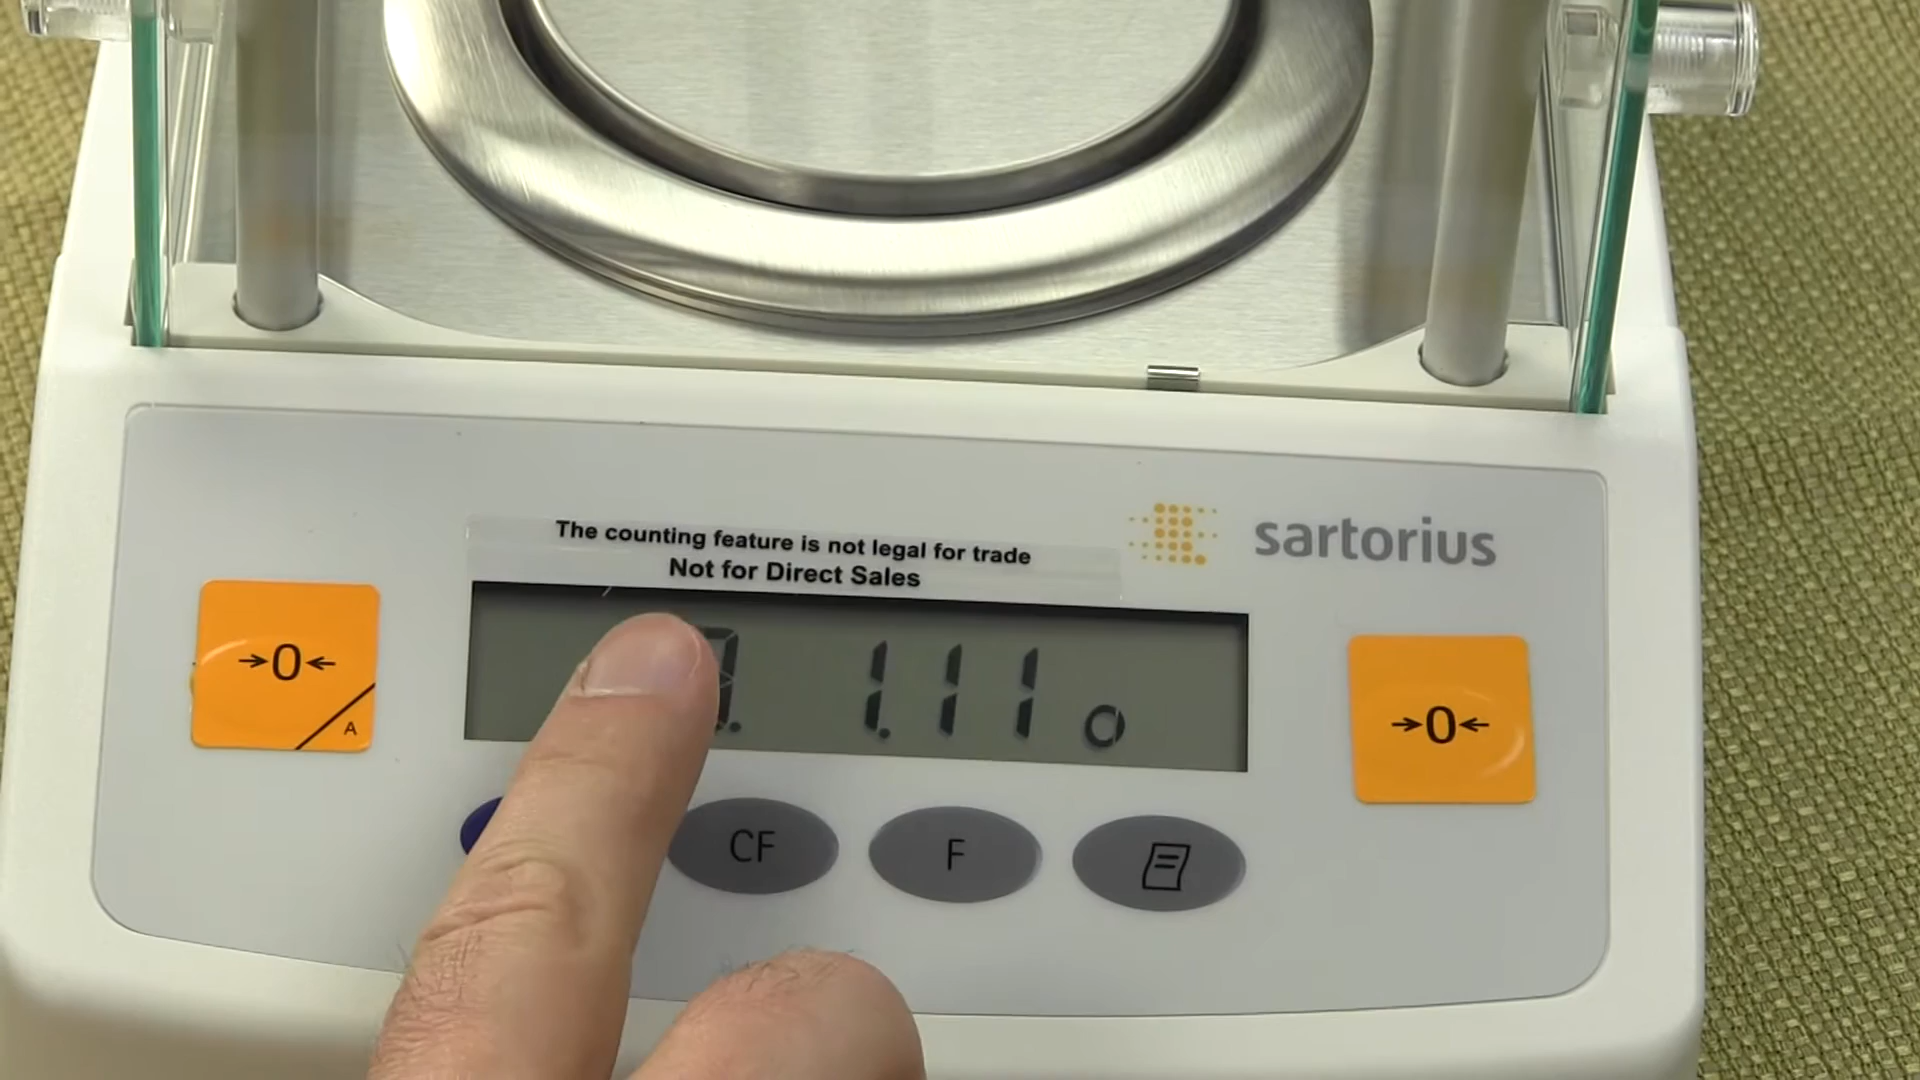 The counting feature is not legal for trade
Not for Direct Sales
sartorius
→0←
A
1.11 o
→0←
CF
F